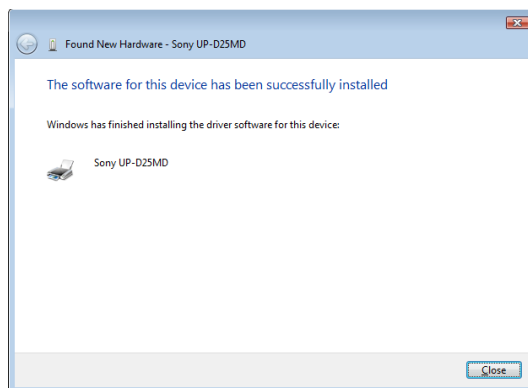 Found New Hardware - Sony UP-D25MD
The software for this device has been successfully installed
Windows has finished installing the driver software for this device:
Sony UP-D25MD
Close